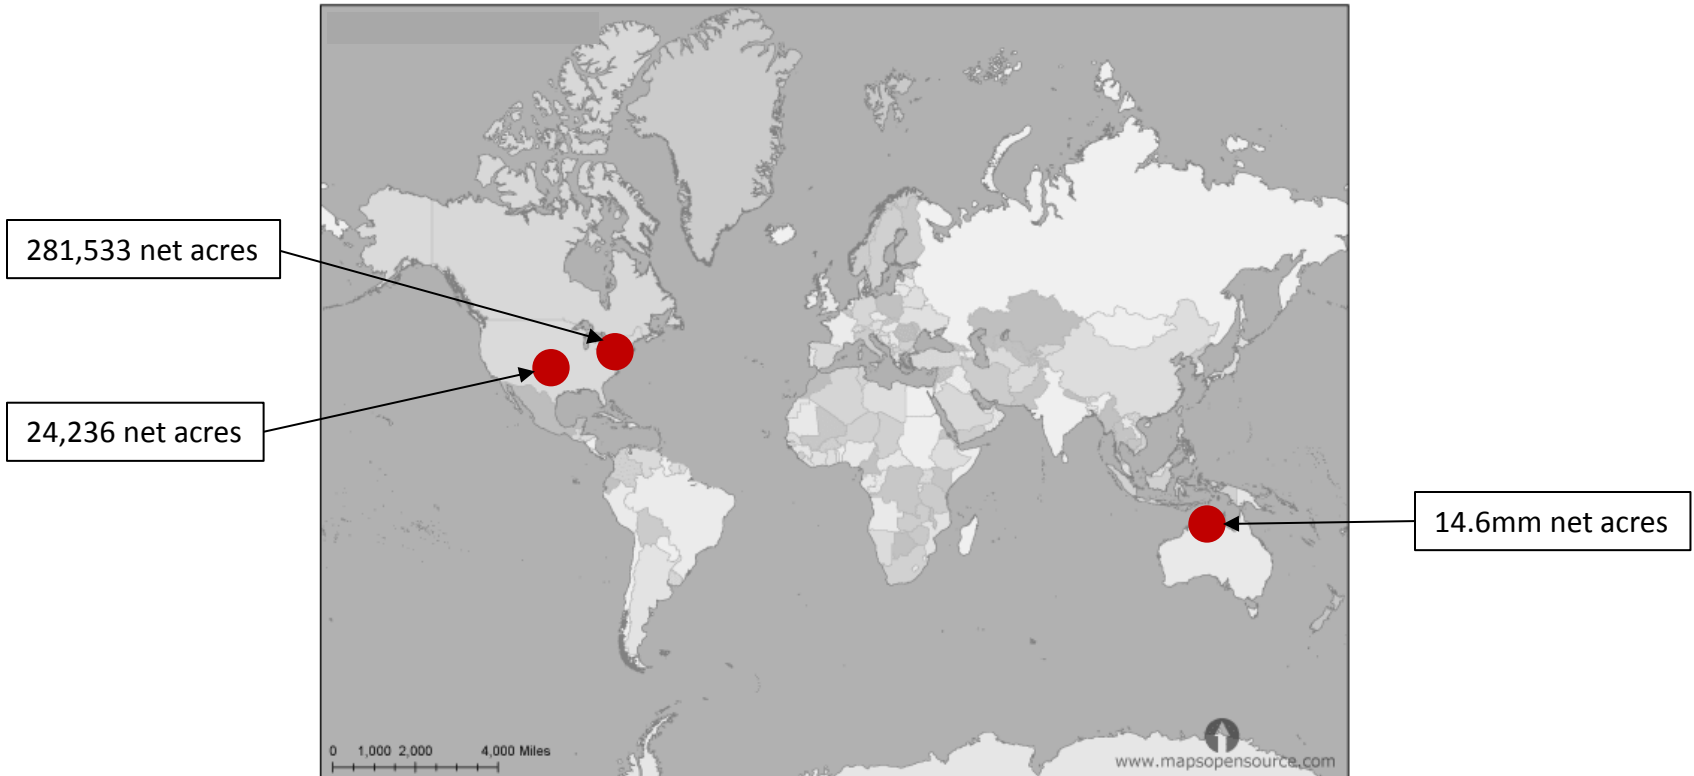 281,533 net acres
24,236 net acres
14.6mm net acres
0 1,000 2,000 4,000 Miles
www.mapsopensource.com